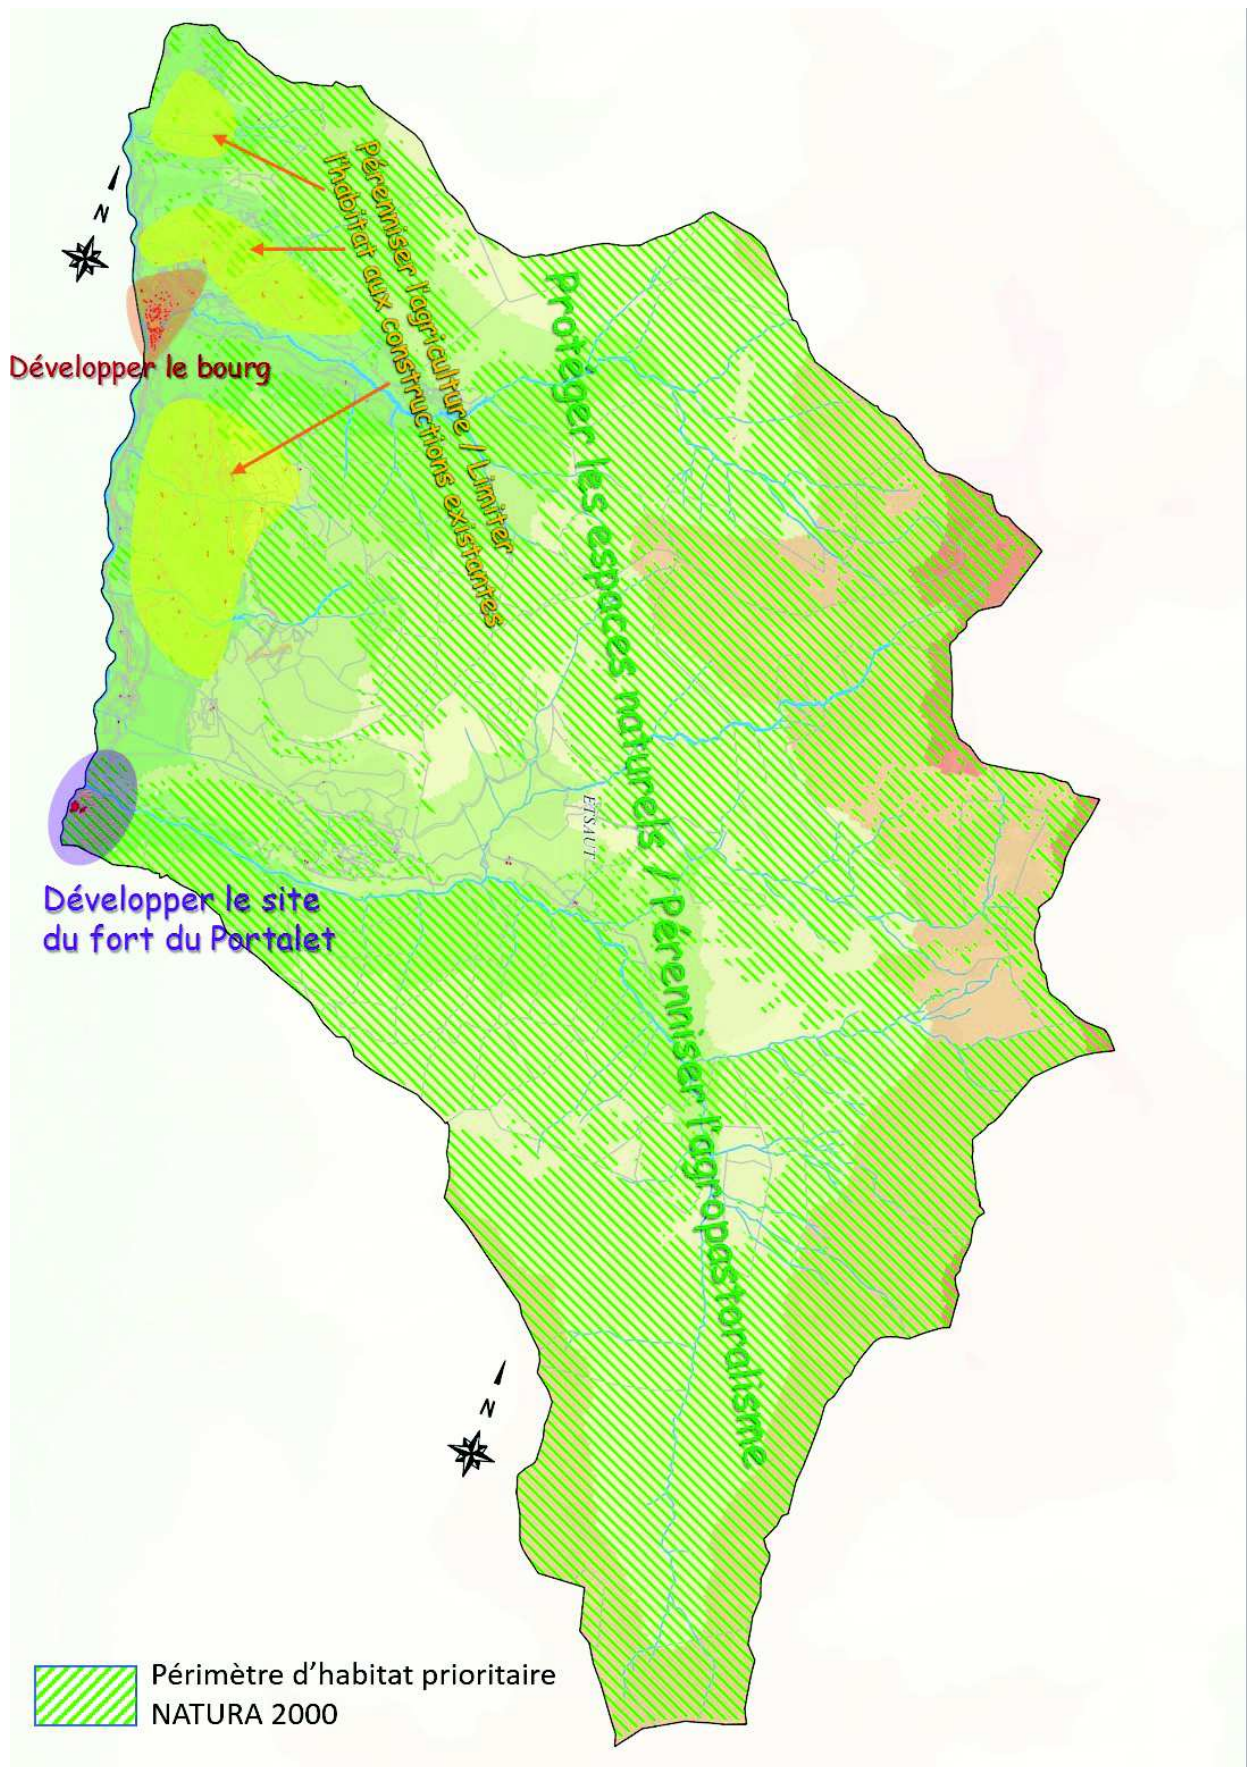 N
Pérenniser l'agriculture / Limiter
l'habitat aux constructions existantes
Protéger les espaces naturels / Pérenniser l'agropastoralisme
Développer le bourg
ETSAUT
Développer le site
du fort du Portalet
N
Périmètre d'habitat prioritaire
NATURA 2000